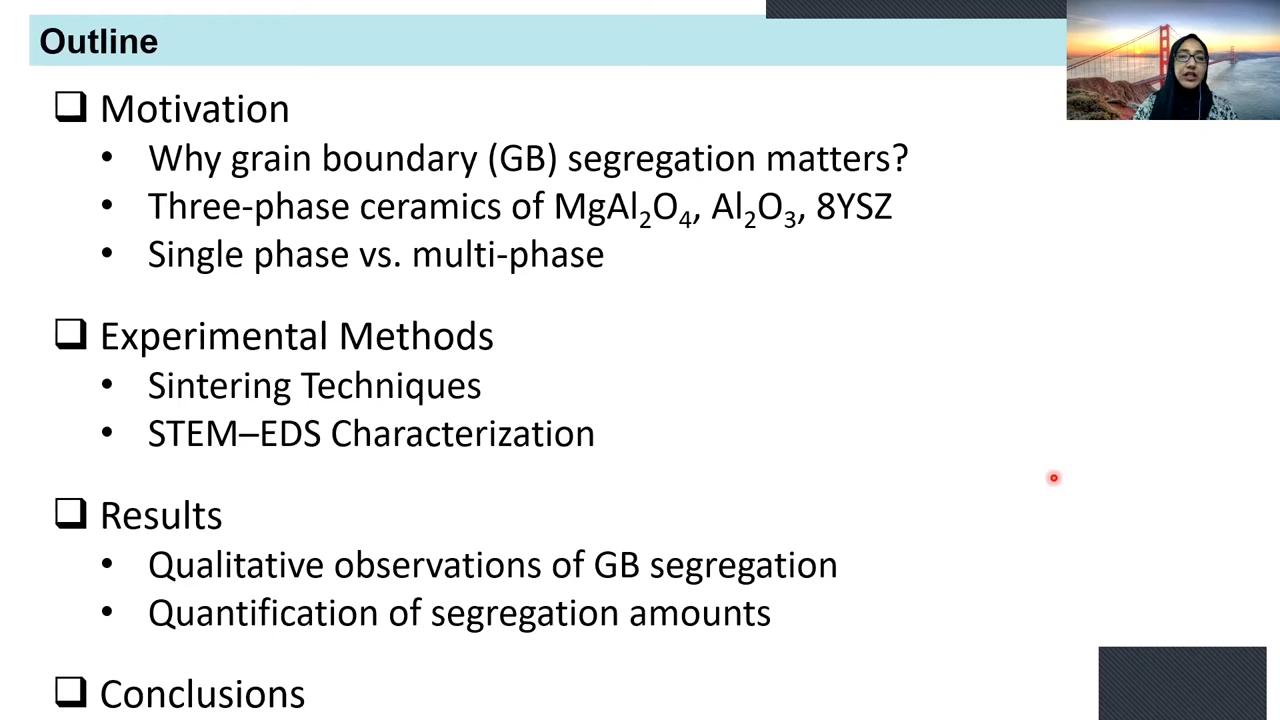 Outline
❑ Motivation
• Why grain boundary (GB) segregation matters?
• Three-phase ceramics of MgAl₂O₄, Al₂O₃, 8YSZ
• Single phase vs. multi-phase
❑ Experimental Methods
• Sintering Techniques
• STEM–EDS Characterization
❑ Results
• Qualitative observations of GB segregation
• Quantification of segregation amounts
❑ Conclusions